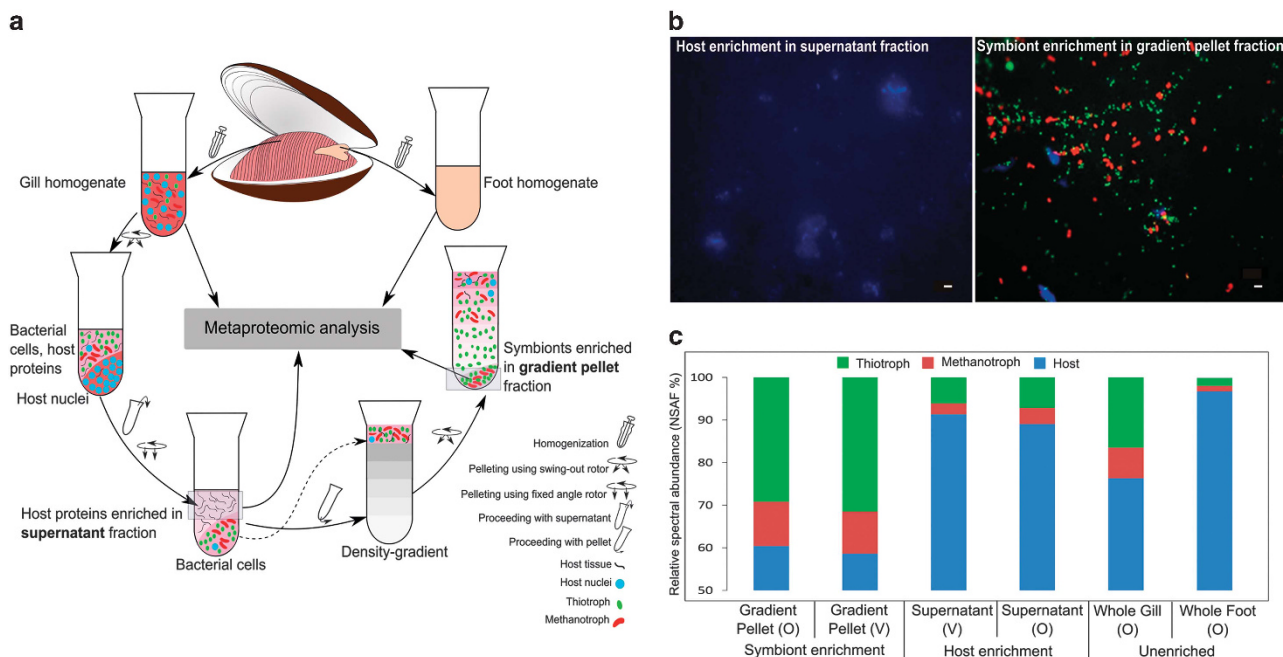 a
Gill homogenate
Foot homogenate
Metaproteomic analysis
Bacterial
cells, host
proteins
Host nuclei
Symbionts enriched
in gradient pellet
fraction
Host proteins enriched in
supernatant fraction
Bacterial cells
Density-gradient
Homogenization
Pelleting using swing-out rotor
Pelleting using fixed angle rotor
Proceeding with supernatant
Proceeding with pellet
Host tissue
Host nuclei
Thiotroph
Methanotroph
b
Host enrichment in supernatant fraction
Symbiont enrichment in gradient pellet fraction
c
Thiotroph Methanotroph Host
Relative spectral abundance (NSAF %)
100
90
80
70
60
50
Gradient
Pellet (O)
Gradient
Pellet (V)
Supernatant
(V)
Supernatant
(O)
Whole Gill
(O)
Whole Foot
(O)
Symbiont enrichment
Host enrichment
Unenriched